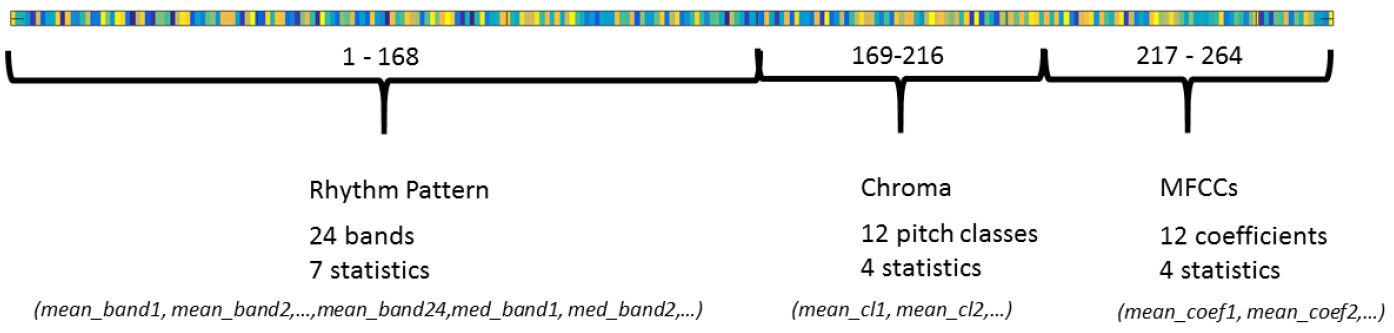 1 - 168
169-216
217 - 264
Rhythm Pattern
24 bands
7 statistics
(mean_band1, mean_band2,...,mean_band24,med_band1, med_band2,...)
Chroma
12 pitch classes
4 statistics
(mean_cl1, mean_cl2,...)
MFCCs
12 coefficients
4 statistics
(mean_coef1, mean_coef2,...)